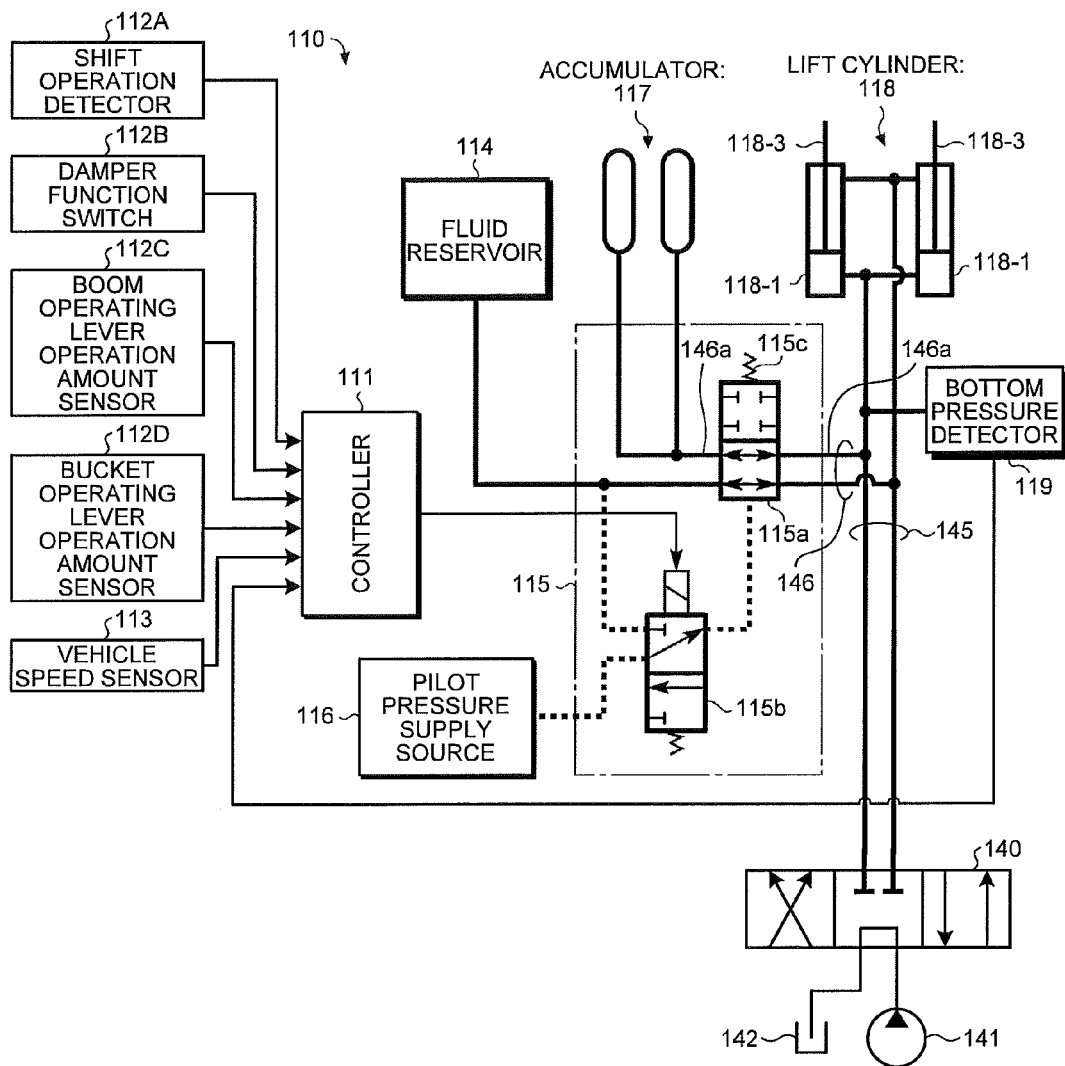 112A
SHIFT
OPERATION
DETECTOR
112B
DAMPER
FUNCTION
SWITCH
112C
BOOM
OPERATING
LEVER
OPERATION
AMOUNT
SENSOR
112D
BUCKET
OPERATING
LEVER
OPERATION
AMOUNT
SENSOR
113
VEHICLE
SPEED SENSOR
110
111
CONTROLLER
114
FLUID
RESERVOIR
ACCUMULATOR:
117
LIFT CYLINDER:
118
118-3
118-3
118-1
118-1
146a
115c
146a
BOTTOM
PRESSURE
DETECTOR
119
115a
146
145
115
115b
116
PILOT
PRESSURE
SUPPLY
SOURCE
140
142
141